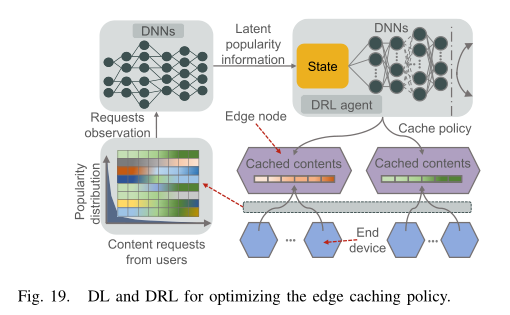 DNNs
Latent
popularity
information
State
DNNs
DRL agent
Requests
observation
Edge node
Cache policy
Popularity
distribution
Cached contents
Cached contents
Content requests
from users
End
device
Fig. 19. DL and DRL for optimizing the edge caching policy.